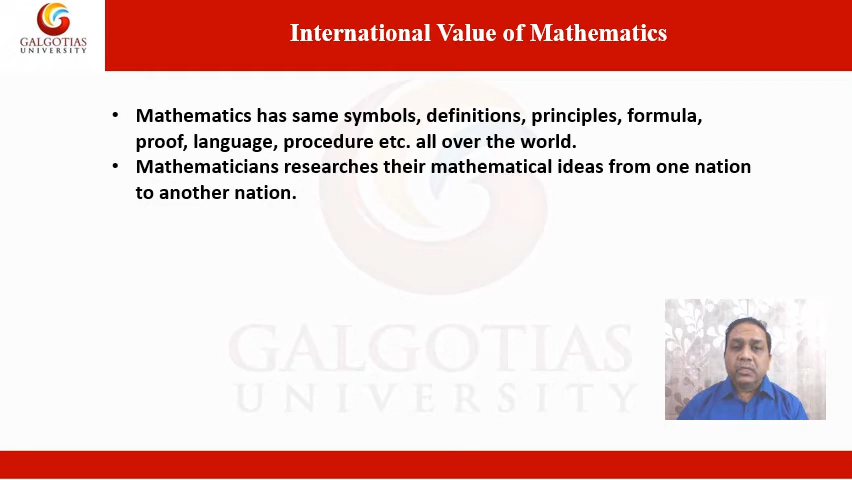 GALGOTIAS
UNIVERSITY
International Value of Mathematics
• Mathematics has same symbols, definitions, principles, formula,
proof, language, procedure etc. all over the world.
• Mathematicians researches their mathematical ideas from one nation
to another nation.
GALGOTIAS
UNIVERSITY